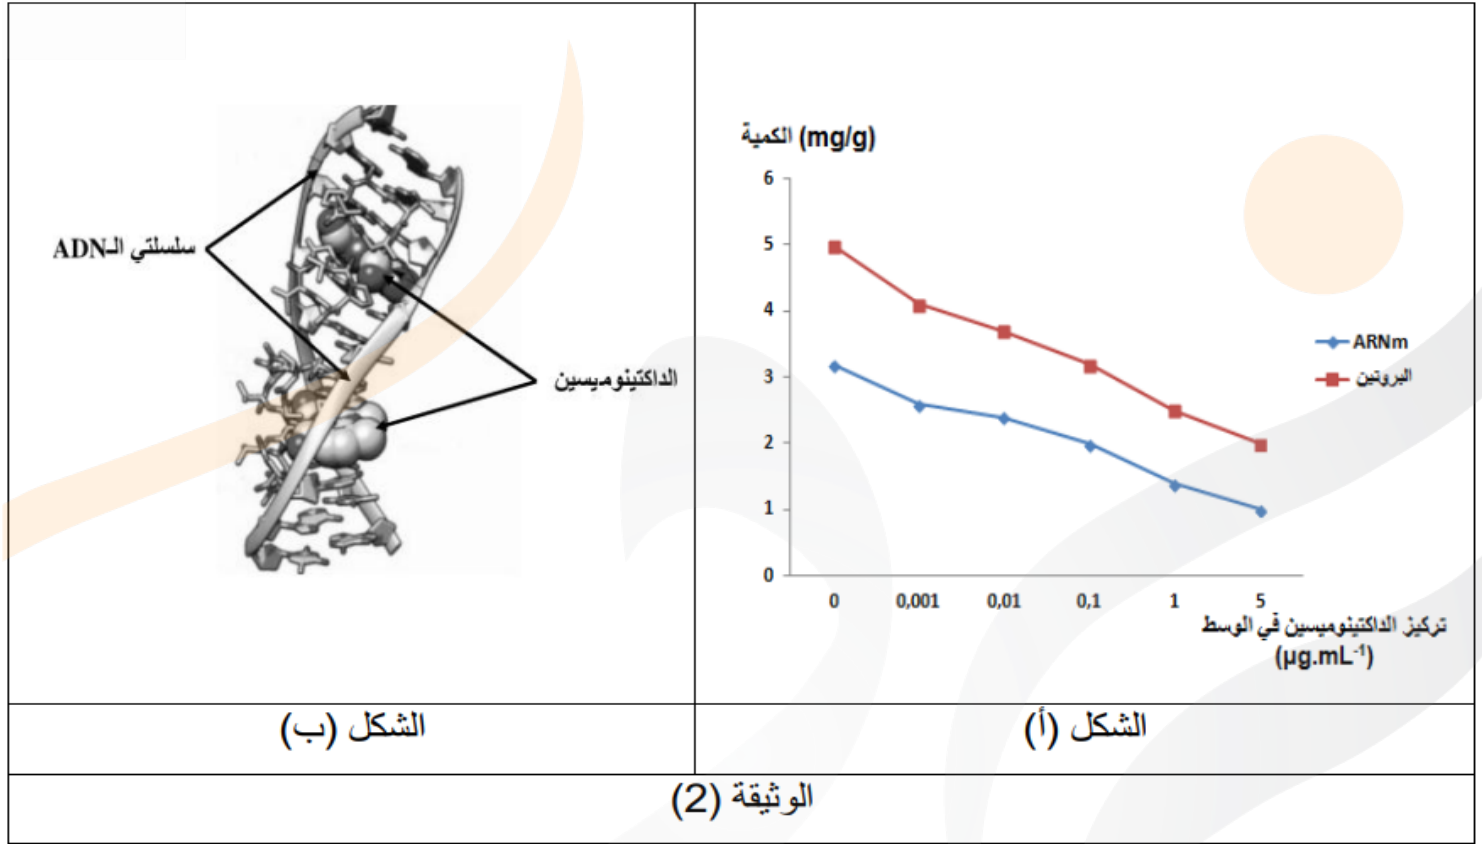 الكمية (mg/g)
6
5
4
3
2
1
0
0 0,001 0,01 0,1 1 5
تركيز الداكتينوميسين في الوسط
(µg.mL⁻¹)
ARNm
البروتين
الشكل (أ)
سلسلتي الـADN
الداكتينوميسين
الشكل (ب)
الوثيقة (2)